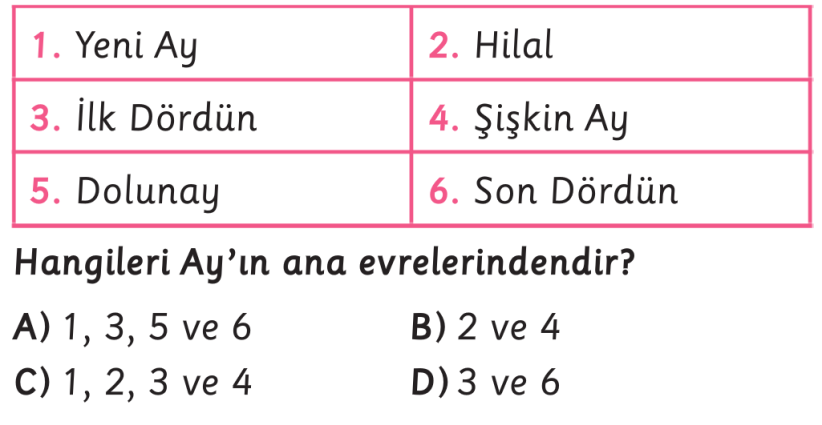 1. Yeni Ay 2. Hilal
3. İlk Dördün 4. Şişkin Ay
5. Dolunay 6. Son Dördün
Hangileri Ay'ın ana evrelerindendir?
A) 1, 3, 5 ve 6 B) 2 ve 4
C) 1, 2, 3 ve 4 D) 3 ve 6